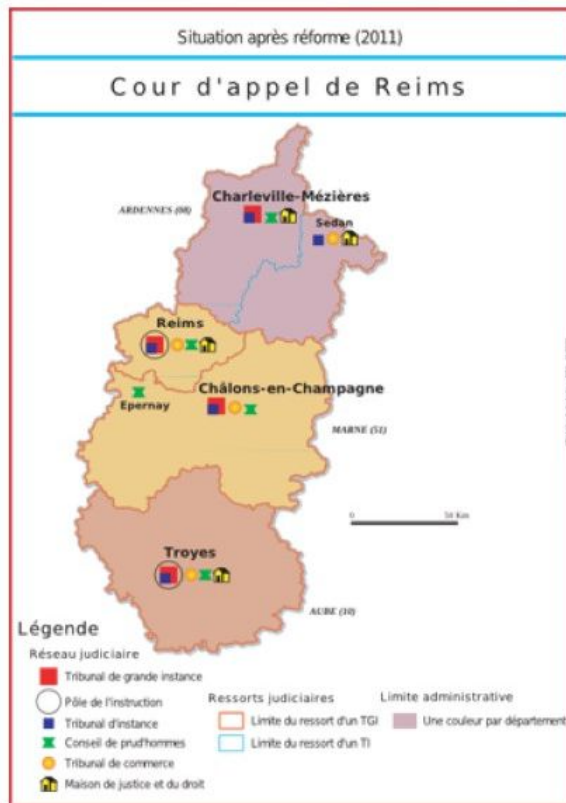 Situation après réforme (2011)
Cour d'appel de Reims
Charleville-Mézières
ARDENNES (08)
Sedan
Reims
Châlons-en-Champagne
Epernay
MARNE (51)
0 50 Km
Troyes
AUBE (10)
Légende
Réseau judiciaire
Tribunal de grande instance
Pôle de l'instruction
Tribunal d'instance
Conseil de prud'hommes
Tribunal de commerce
Maison de justice et du droit
Ressorts judiciaires
Limite du ressort d'un TGI
Limite du ressort d'un TI
Limite administrative
Une couleur par département